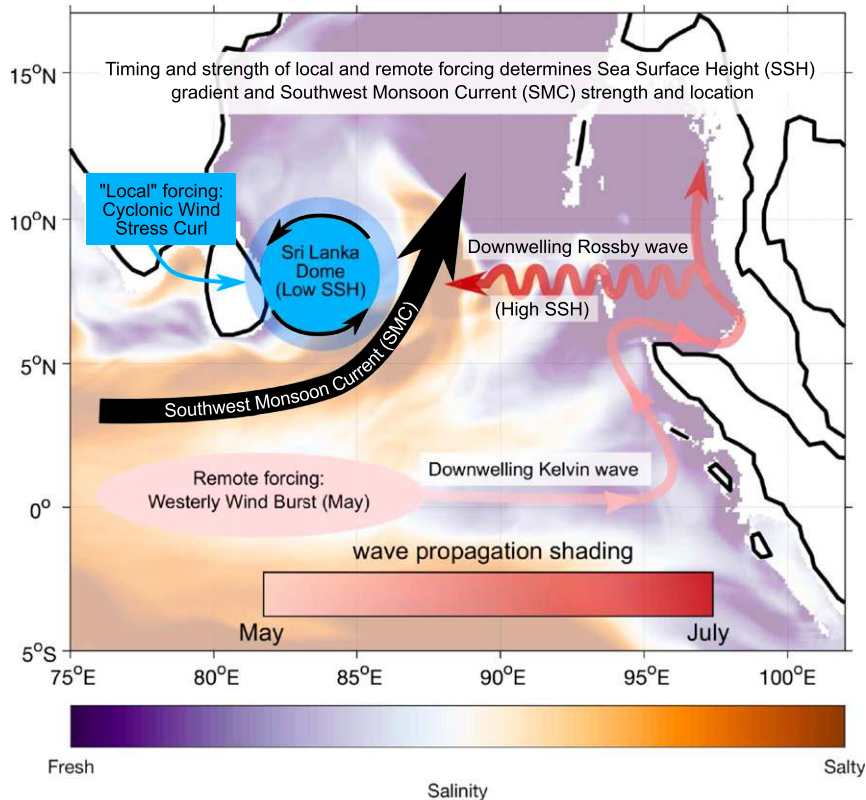 Timing and strength of local and remote forcing determines Sea Surface Height (SSH)
gradient and Southwest Monsoon Current (SMC) strength and location
15°N
"Local" forcing:
Cyclonic Wind
Stress Curl
10°N
Sri Lanka
Dome
(Low SSH)
Downwelling Rossby wave
(High SSH)
5°N
Southwest Monsoon Current (SMC)
Remote forcing:
Westerly Wind Burst (May)
Downwelling Kelvin wave
0°
wave propagation shading
May
July
5°S
75°E
80°E
85°E
90°E
95°E
100°E
Fresh
Salty
Salinity